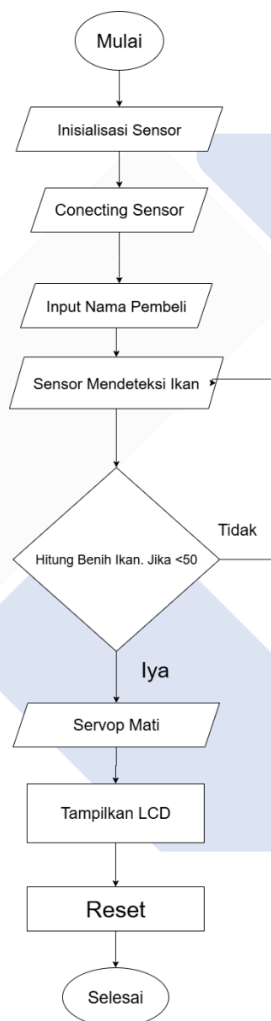 Mulai
Inisialisasi Sensor
Conecting Sensor
Input Nama Pembeli
Sensor Mendeteksi Ikan
Tidak
Hitung Benih Ikan. Jika <50
Iya
Servop Mati
Tampilkan LCD
Reset
Selesai